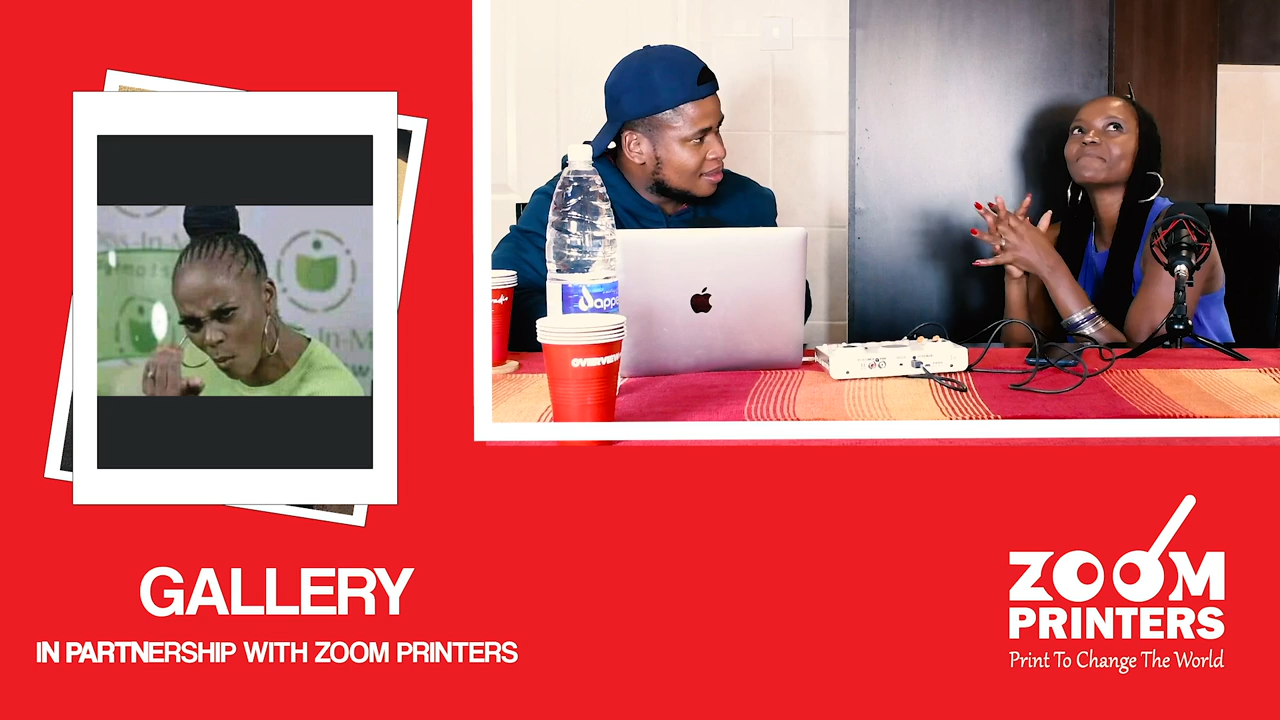 GALLERY
IN PARTNERSHIP WITH ZOOM PRINTERS
ZOOM
PRINTERS
Print To Change The World
OVERVIEW